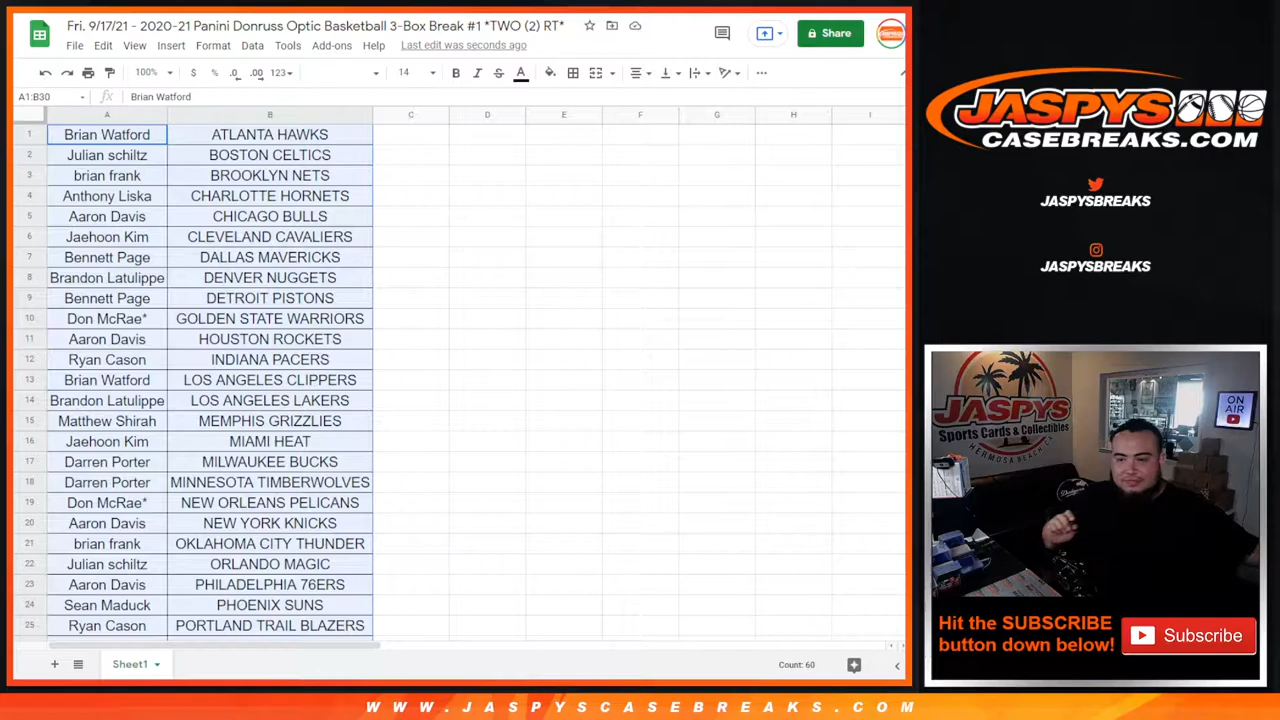 Fri. 9/17/21 - 2020-21 Panini Donruss Optic Basketball 3-Box Break #1 *TWO (2) RT*
File Edit View Insert Format Data Tools Add-ons Help Last edit was seconds ago
Share
100% $ % .0 .00 123 14 B I S A
A1:B30 fx Brian Watford
A B C D E F G H I
1 Brian Watford ATLANTA HAWKS
2 Julian schiltz BOSTON CELTICS
3 brian frank BROOKLYN NETS
4 Anthony Liska CHARLOTTE HORNETS
5 Aaron Davis CHICAGO BULLS
6 Jaehoon Kim CLEVELAND CAVALIERS
7 Bennett Page DALLAS MAVERICKS
8 Brandon Latulippe DENVER NUGGETS
9 Bennett Page DETROIT PISTONS
10 Don McRae* GOLDEN STATE WARRIORS
11 Aaron Davis HOUSTON ROCKETS
12 Ryan Cason INDIANA PACERS
13 Brian Watford LOS ANGELES CLIPPERS
14 Brandon Latulippe LOS ANGELES LAKERS
15 Matthew Shirah MEMPHIS GRIZZLIES
16 Jaehoon Kim MIAMI HEAT
17 Darren Porter MILWAUKEE BUCKS
18 Darren Porter MINNESOTA TIMBERWOLVES
19 Don McRae* NEW ORLEANS PELICANS
20 Aaron Davis NEW YORK KNICKS
21 brian frank OKLAHOMA CITY THUNDER
22 Julian schiltz ORLANDO MAGIC
23 Aaron Davis PHILADELPHIA 76ERS
24 Sean Maduck PHOENIX SUNS
25 Ryan Cason PORTLAND TRAIL BLAZERS
Sheet1
Count: 60
JASPYS
CASEBREAKS.COM
JASPYSBREAKS
JASPYSBREAKS
JASPYS
Sports Cards & Collectibles
HERMOSA BEACH CA
ON
AIR
Dodgers
Hit the SUBSCRIBE
button down below!
Subscribe
WWW.JASPYSCASEBREAKS.COM